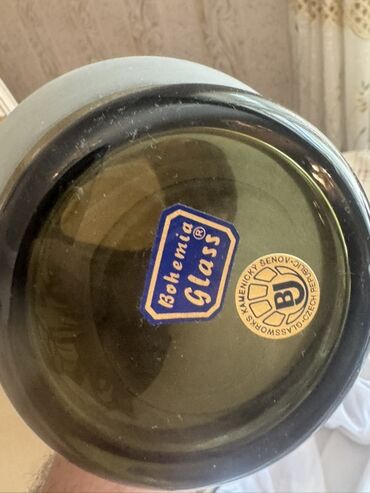 Bohemia
Glass®
GLASSWORKS KAMENICKÝ ŠENOV·CZECH REPUBLIC·
BJ